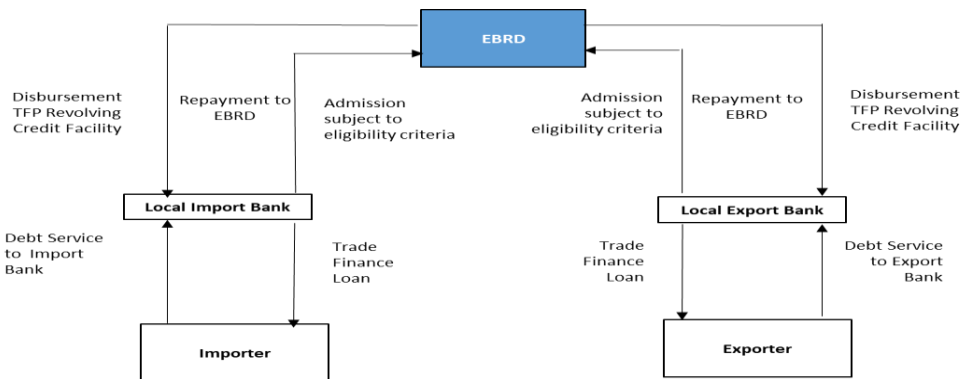 EBRD
Disbursement
TFP Revolving
Credit Facility
Repayment to
EBRD
Admission
subject to
eligibility criteria
Admission
subject to
eligibility criteria
Repayment to
EBRD
Disbursement
TFP Revolving
Credit Facility
Local Import Bank
Local Export Bank
Debt Service
to Import
Bank
Trade
Finance
Loan
Trade
Finance
Loan
Debt Service
to Export
Bank
Importer
Exporter